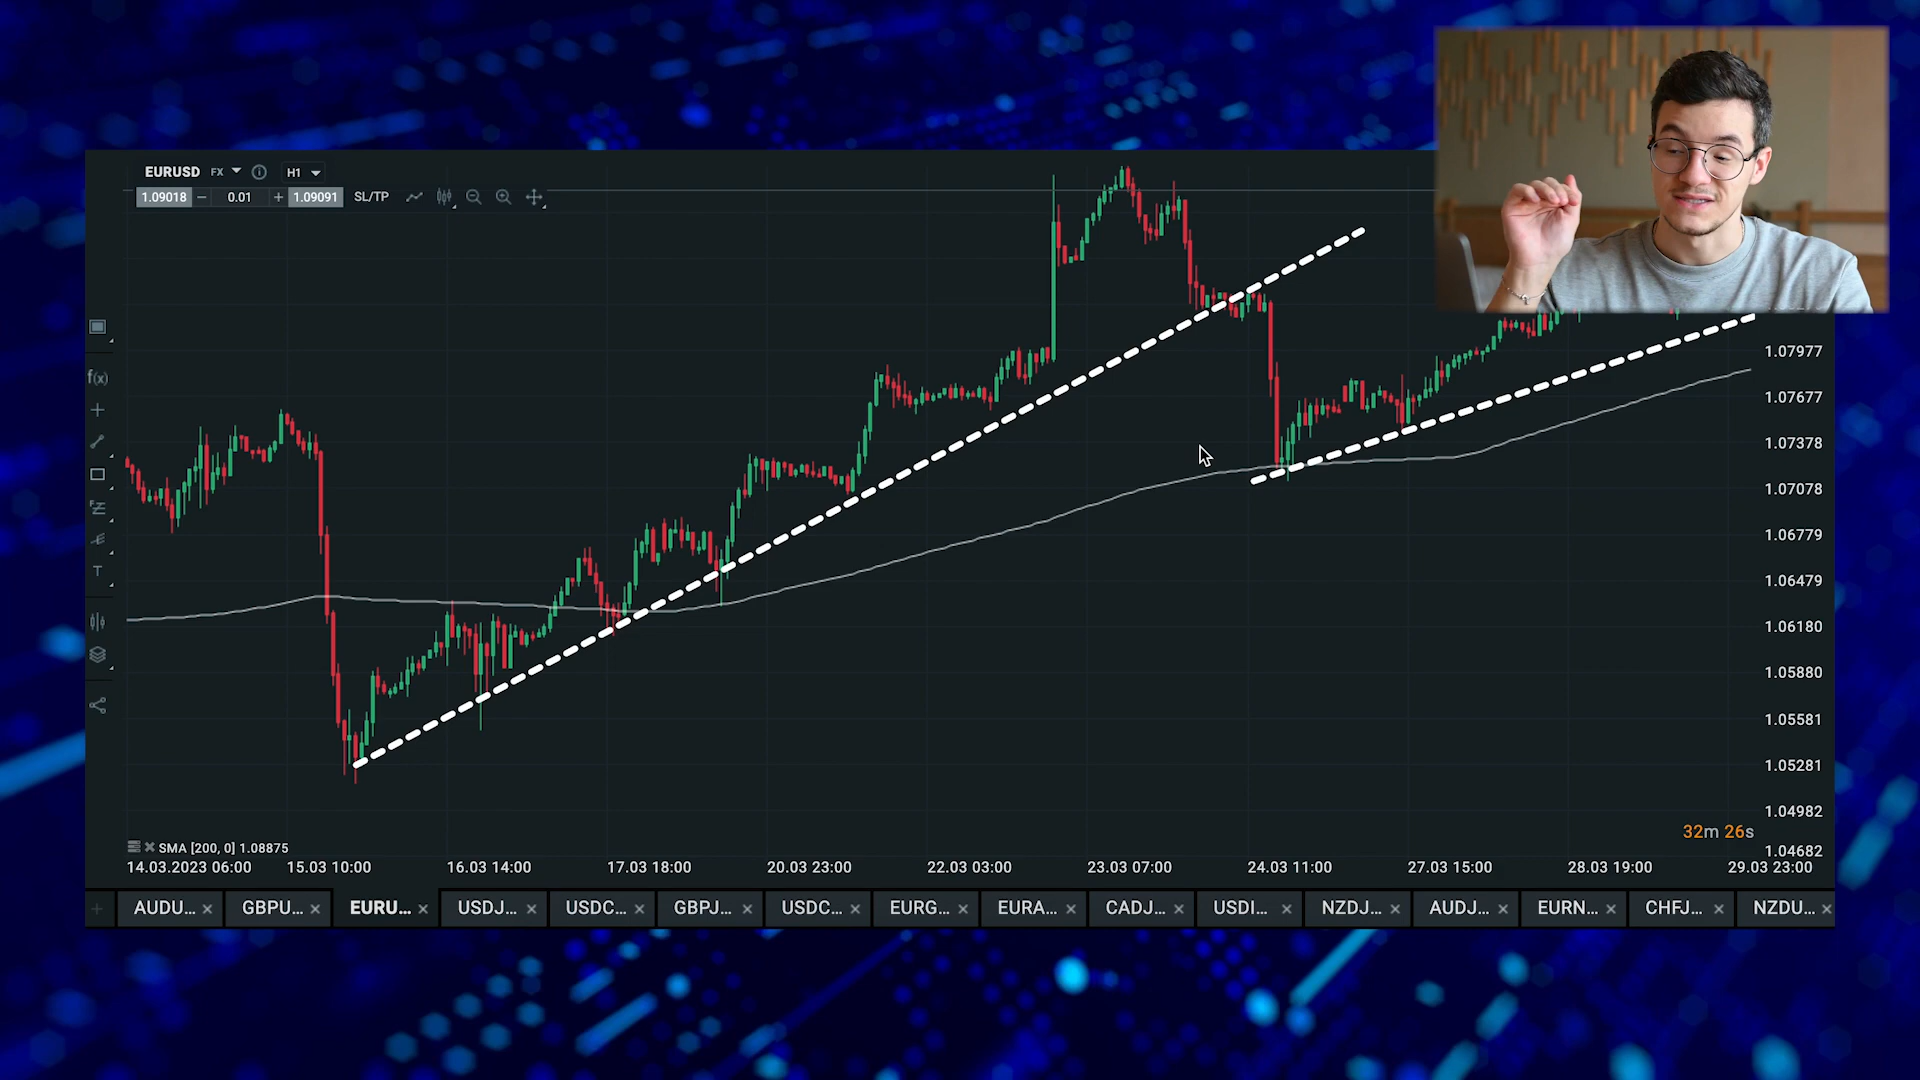 EURUSD FX H1
1.09018 − 0.01 + 1.09091 SL/TP
f(x)
T
1.07977
1.07677
1.07378
1.07078
1.06779
1.06479
1.06180
1.05880
1.05581
1.05281
1.04982
1.04682
32m 26s
SMA [200, 0] 1.08875
14.03.2023 06:00 15.03 10:00 16.03 14:00 17.03 18:00 20.03 23:00 22.03 03:00 23.03 07:00 24.03 11:00 27.03 15:00 28.03 19:00 29.03 23:00
AUDU... GBPU... EURU... USDJ... USDC... GBPJ... USDC... EURG... EURA... CADJ... USDI... NZDJ... AUDJ... EURN... CHFJ... NZDU...